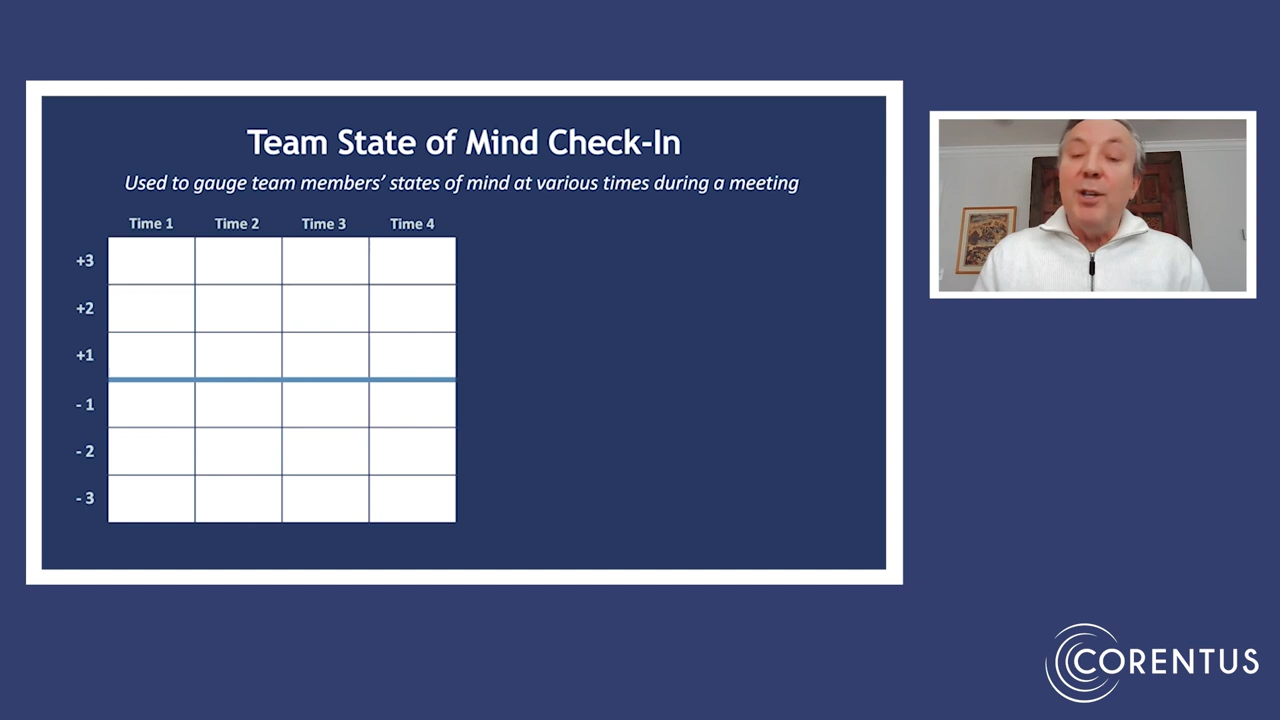 Team State of Mind Check-In
Used to gauge team members’ states of mind at various times during a meeting
Time 1 Time 2 Time 3 Time 4
+3
+2
+1
- 1
- 2
- 3
CORENTUS